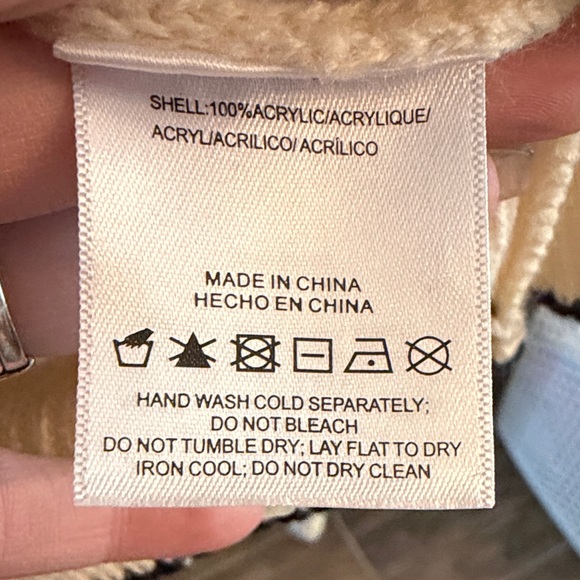 SHELL:100%ACRYLIC/ACRYLIQUE/
ACRYL/ACRILICO/ ACRÍLICO
MADE IN CHINA
HECHO EN CHINA
HAND WASH COLD SEPARATELY;
DO NOT BLEACH
DO NOT TUMBLE DRY; LAY FLAT TO DRY
IRON COOL; DO NOT DRY CLEAN